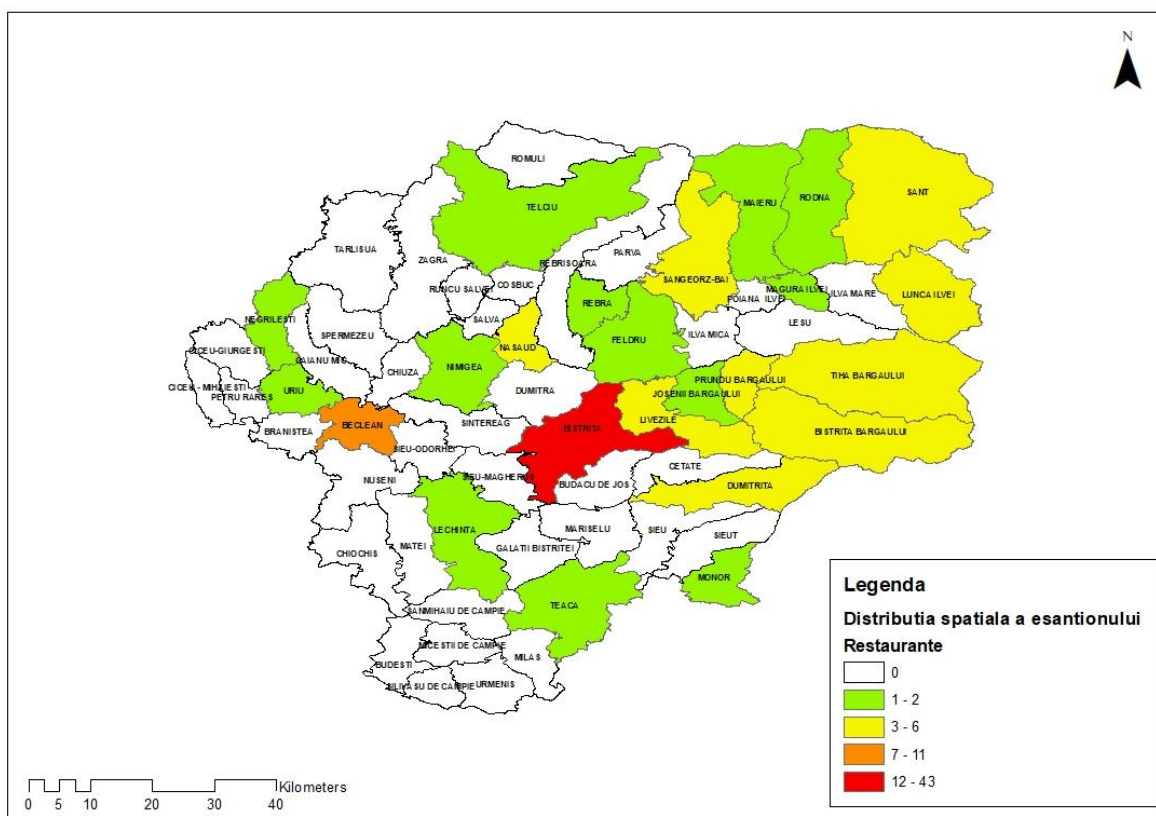 N
ROMULI
TELCIU
MAIERU
RODNA
SANT
TARLISUA
ZAGRA
REBRISOARA
PARVA
SANGEORZ-BAI
RUNCU SALVEI
COSBUC
REBRA
POIANA ILVEI
MAGURA ILVEI
ILVA MARE
LUNCA ILVEI
NEGRILESTI
SPERMEZEU
SALVA
NASAUD
FELDRU
ILVA MICA
LESU
CICEU-GIURGESTI
CAIANU MIC
CHIUZA
NIMIGEA
DUMITRA
PRUNDU BARGAULUI
TIHA BARGAULUI
CICEU - MIHAIESTI
PETRU RARES
URIU
JOSENII BARGAULUI
BRANISTEA
BECLEAN
SINTEREAG
BISTRITA
LIVEZILE
BISTRITA BARGAULUI
SIEU-ODORHEI
NUSENI
SIEU-MAGHERUS
BUDACU DE JOS
CETATE
DUMITRITA
CHIOCHIS
MATEI
LECHINTA
GALATII BISTRITEI
MARISELU
SIEU
SIEUT
MONOR
SANMIHAIU DE CAMPIE
TEACA
MICESTII DE CAMPIE
MILAS
BUDESTI
SILIVASU DE CAMPIE
URMENIS
Legenda
Distributia spatiala a esantionului
Restaurante
0
1 - 2
3 - 6
7 - 11
12 - 43
Kilometers
0 5 10 20 30 40